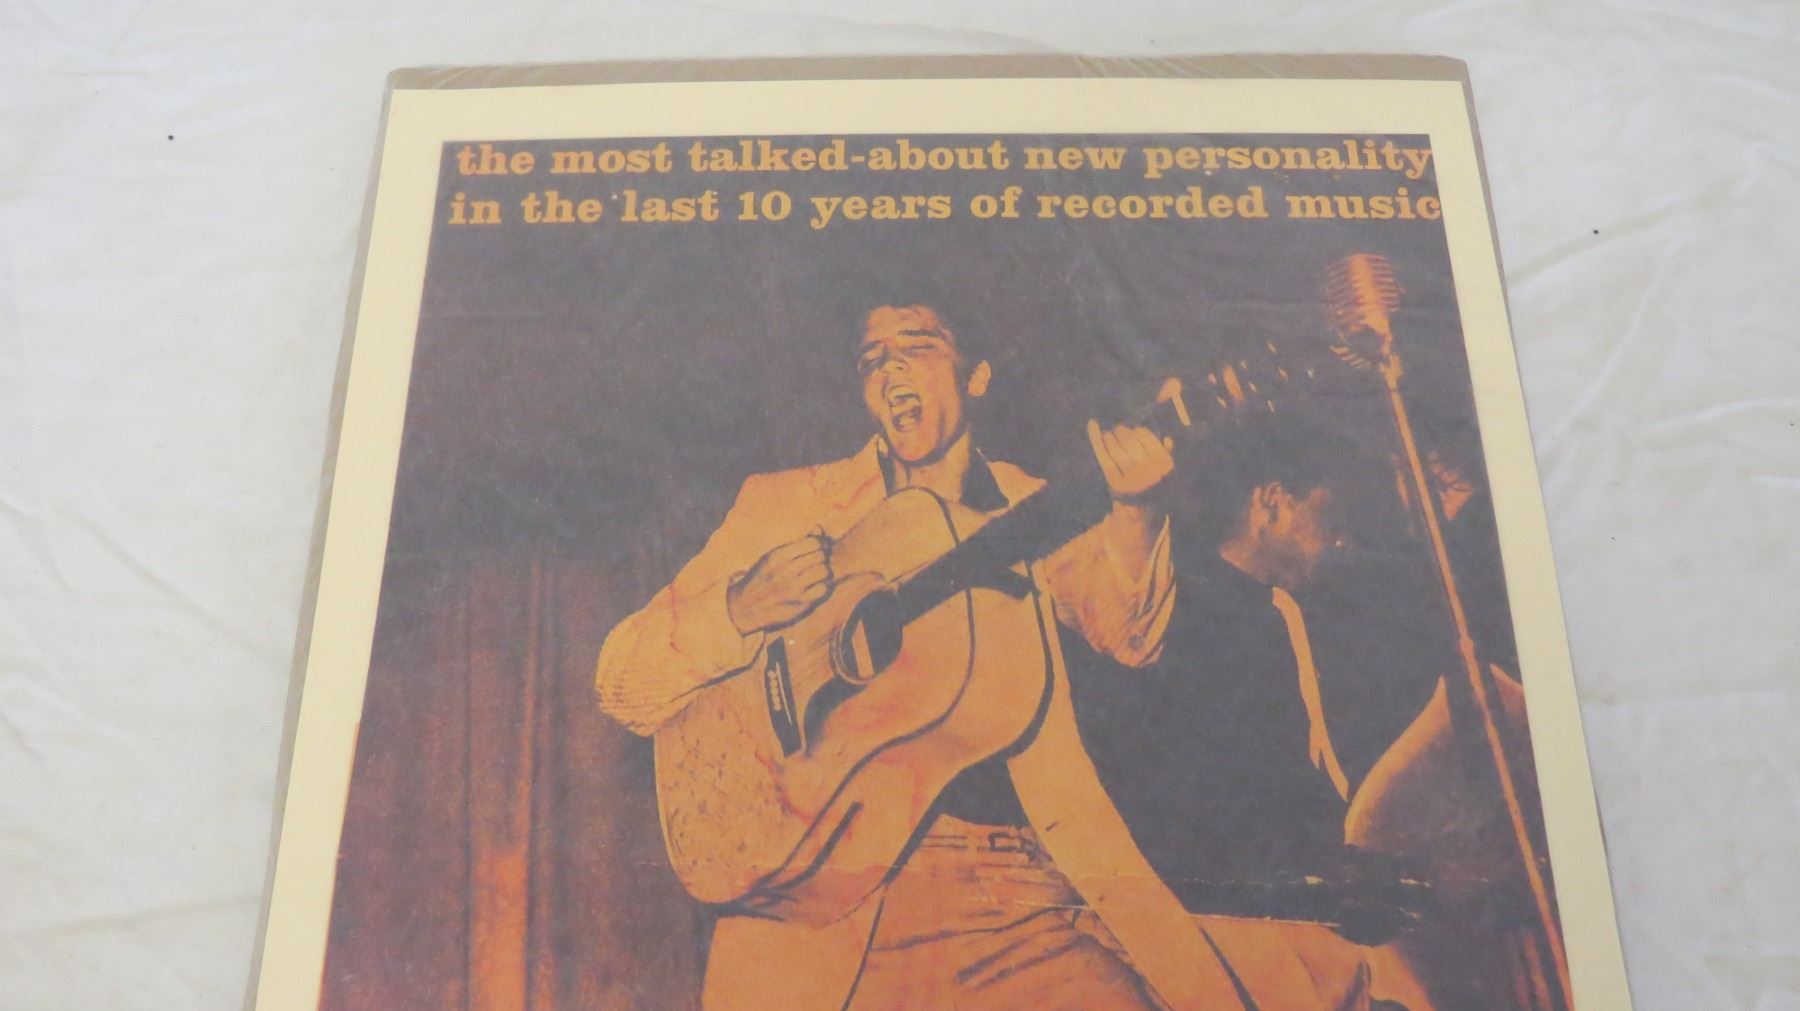 the most talked-about new personality
in the last 10 years of recorded music